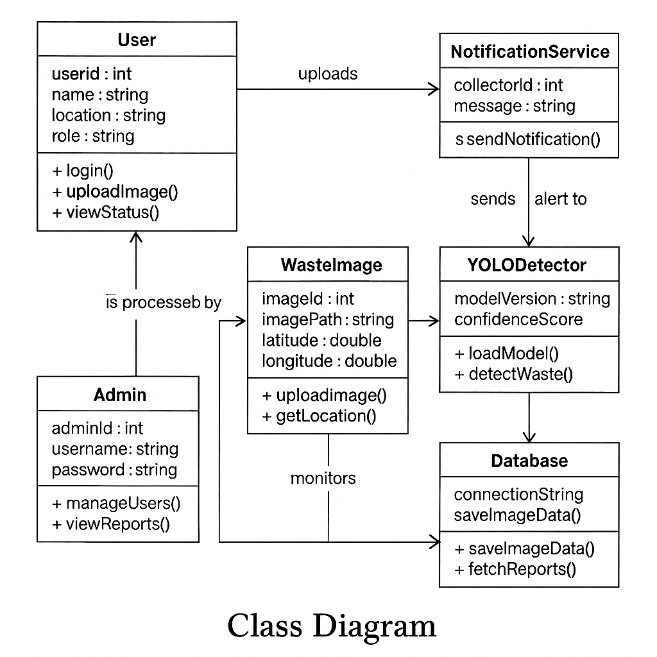 User
userid : int
name : string
location : string
role : string
+ login()
+ uploadImage()
+ viewStatus()
uploads
NotificationService
collectorId : int
message : string
s sendNotification()
sends alert to
WasteImage
imageId : int
imagePath : string
latitude : double
longitude : double
+ uploadimage()
+ getLocation()
YOLODetector
modelVersion : string
confidenceScore
+ loadModel()
+ detectWaste()
is processeb by
Admin
adminId : int
username: string
password : string
+ manageUsers()
+ viewReports()
monitors
Database
connectionString
saveImageData()
+ saveImageData()
+ fetchReports()
Class Diagram